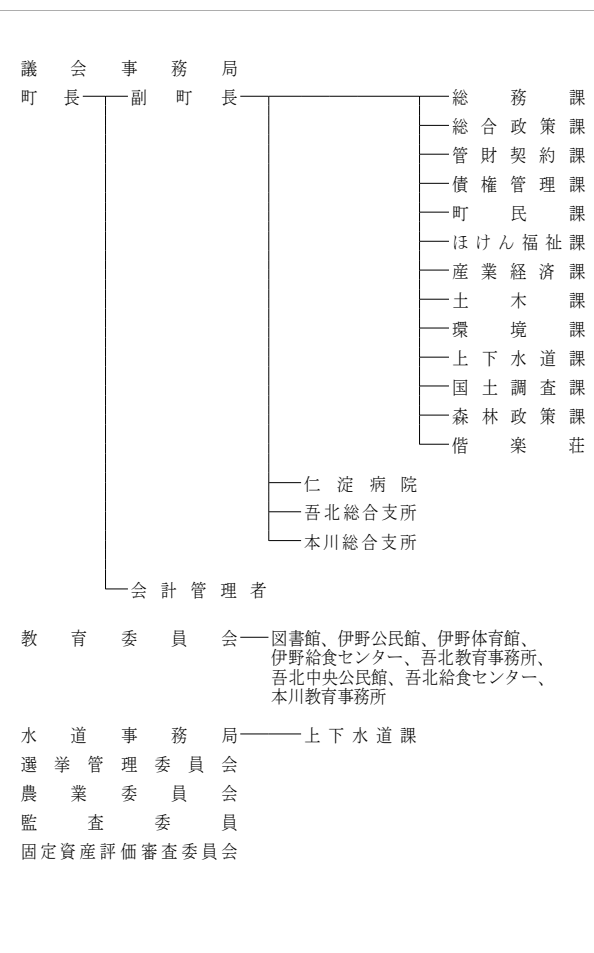 議会事務局
町長 副町長 総務課
総合政策課
管財契約課
債権管理課
町民課
ほけん福祉課
産業経済課
土木課
環境課
上下水道課
国土調査課
森林政策課
偕楽荘
仁淀病院
吾北総合支所
本川総合支所
会計管理者
教育委員会 図書館、伊野公民館、伊野体育館、
伊野給食センター、吾北教育事務所、
吾北中央公民館、吾北給食センター、
本川教育事務所
水道事務局 上下水道課
選挙管理委員会
農業委員会
監査委員
固定資産評価審査委員会